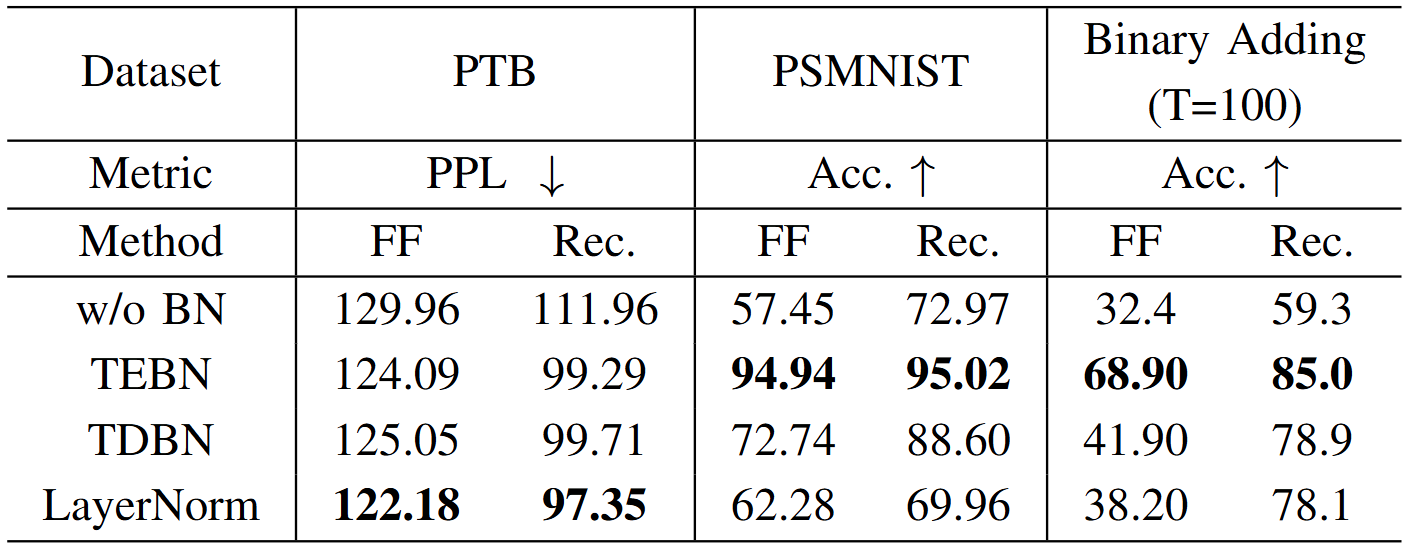 Dataset PTB PSMNIST Binary Adding (T=100)
Metric PPL ↓ Acc. ↑ Acc. ↑
Method FF Rec. FF Rec. FF Rec.
w/o BN 129.96 111.96 57.45 72.97 32.4 59.3
TEBN 124.09 99.29 94.94 95.02 68.90 85.0
TDBN 125.05 99.71 72.74 88.60 41.90 78.9
LayerNorm 122.18 97.35 62.28 69.96 38.20 78.1